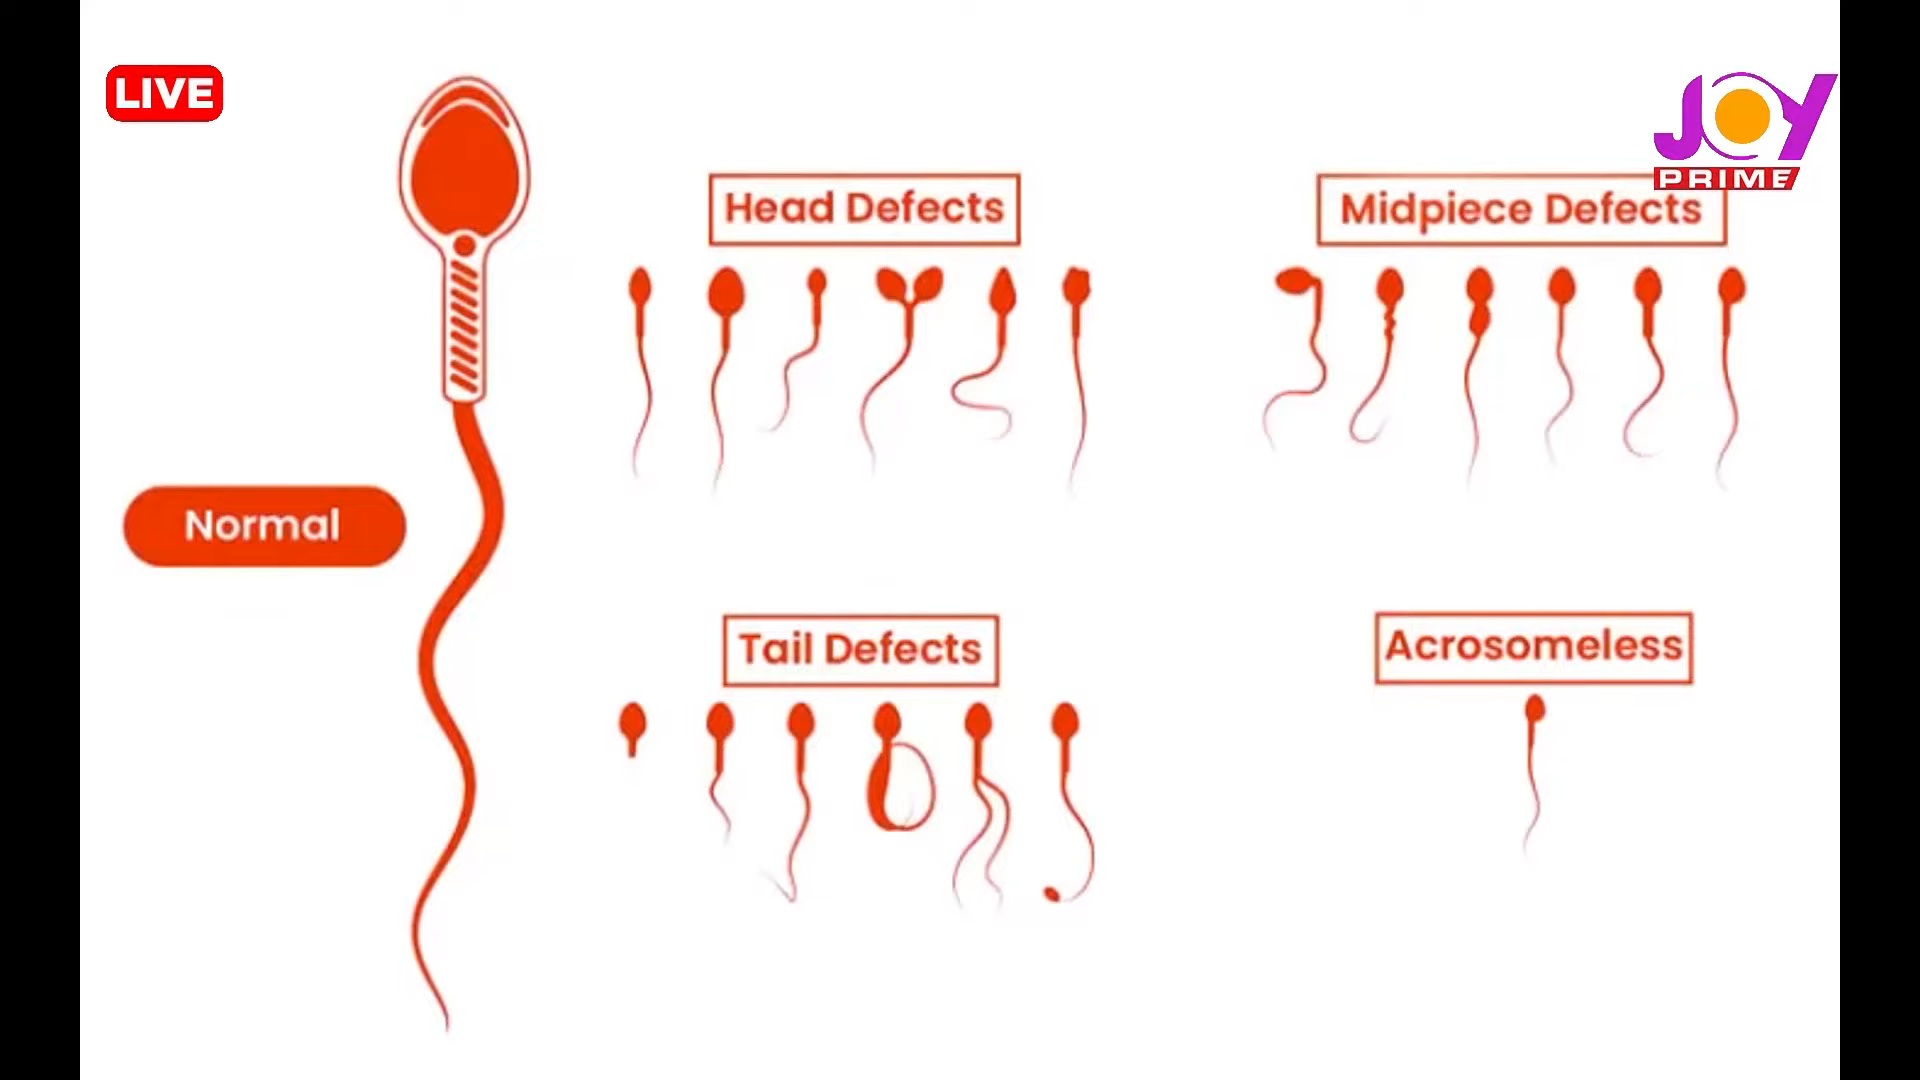 LIVE
JOY
PRIME
Head Defects
Midpiece Defects
Normal
Tail Defects
Acrosomeless